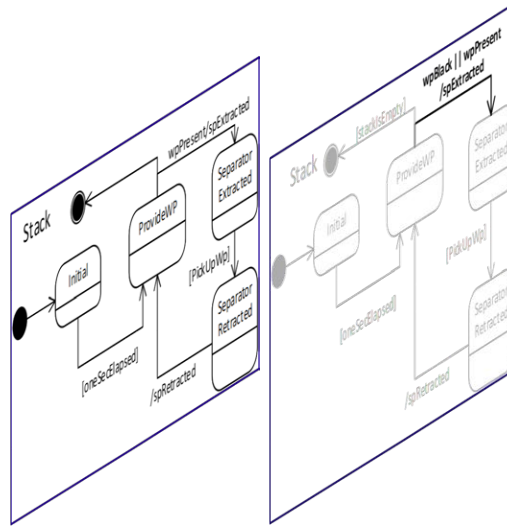 wpPresent/spExtracted
Separator
Extracted
ProvideWP
Stack
Initial
[PickUpWp]
Separator
Retracted
[oneSecElapsed]
/spRetracted
wpBlack || wpPresent
/spExtracted
[stackIsEmpty]
Separator
Extracted
ProvideWP
Stack
Initial
[PickUpWp]
Separator
Retracted
[oneSecElapsed]
/spRetracted